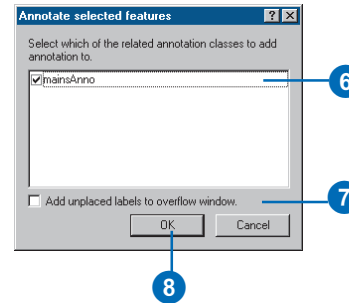 Annotate selected features
? X
Select which of the related annotation classes to add
annotation to.
mainsAnno
6
Add unplaced labels to overflow window.
7
OK
Cancel
8